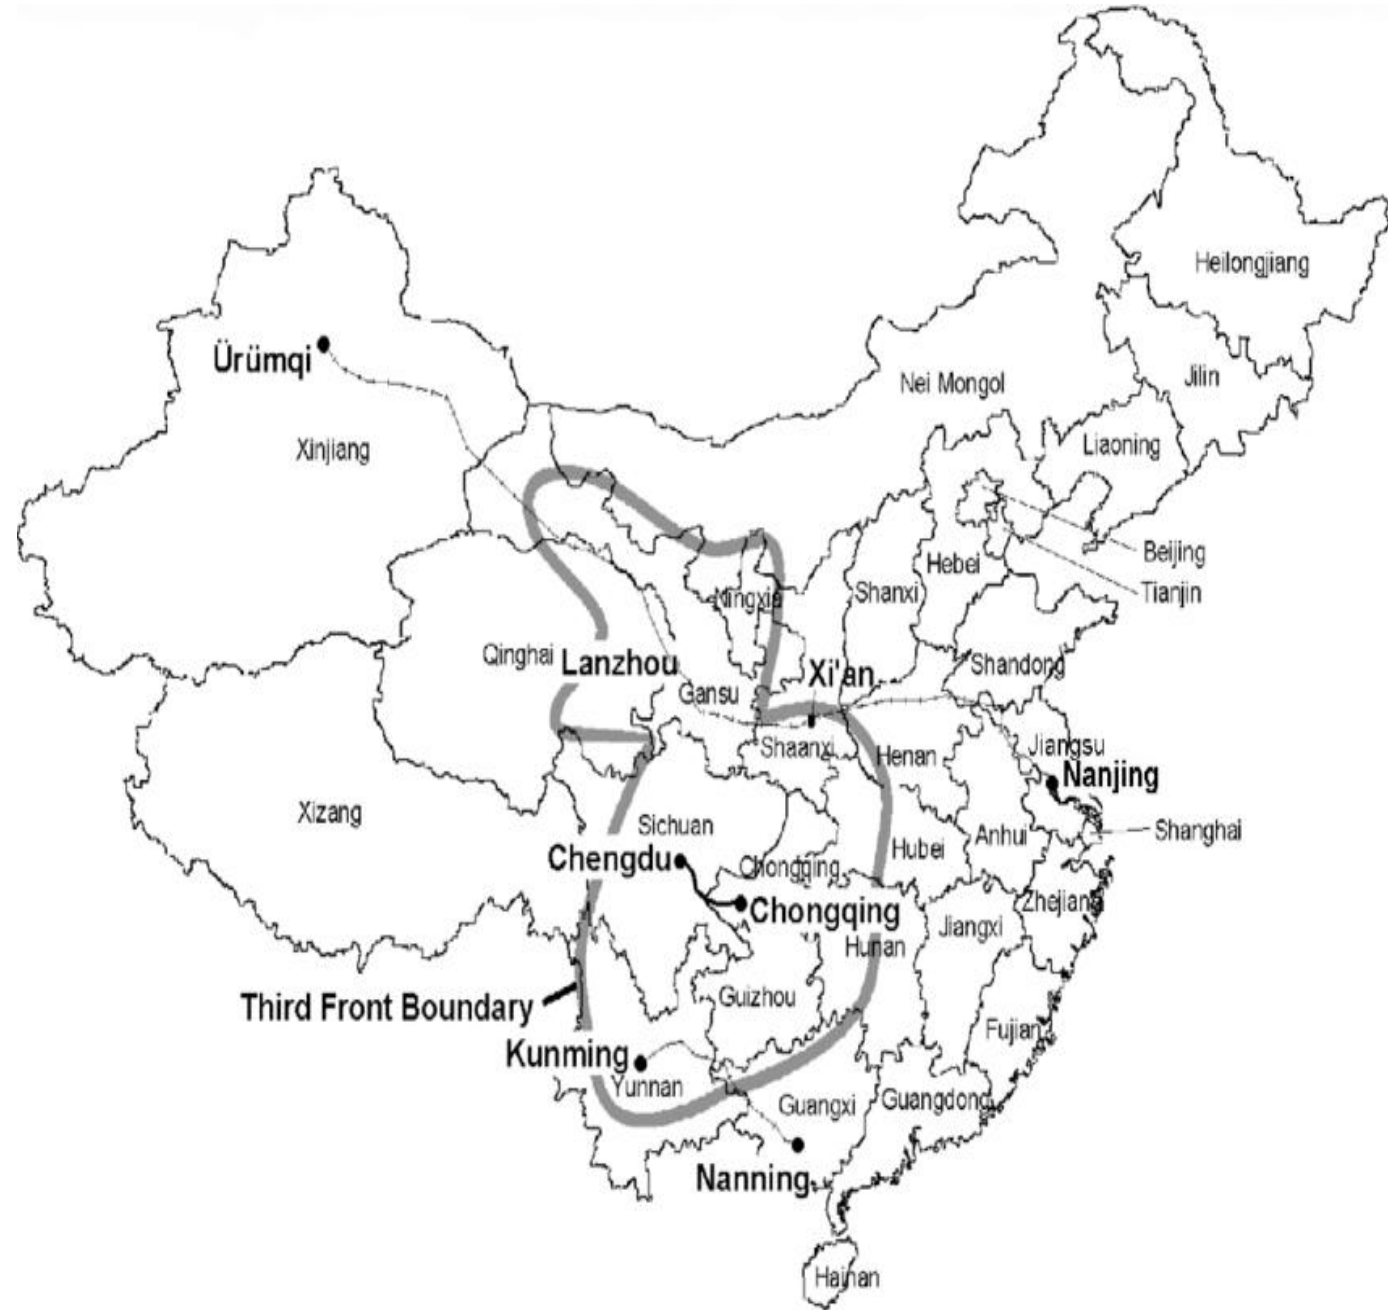 Heilongjiang
Jilin
Nei Mongol
Liaoning
Ürümqi
Xinjiang
Beijing
Hebei
Tianjin
Shanxi
Ningxia
Qinghai
Lanzhou
Gansu
Xi'an
Shandong
Shaanxi
Henan
Jiangsu
Nanjing
Xizang
Sichuan
Anhui
Shanghai
Hubei
Chengdu
Chongqing
Chongqing
Zhejiang
Jiangxi
Hunan
Guizhou
Third Front Boundary
Fujian
Kunming
Yunnan
Guangxi
Guangdong
Nanning
Hainan